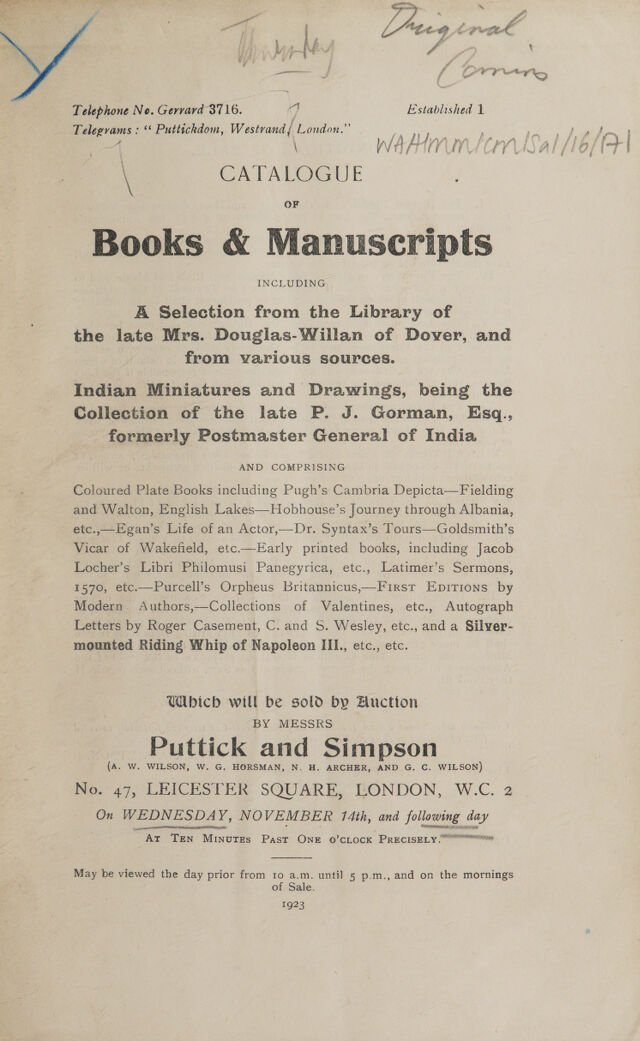 Thursday
Original
Comins
Telephone No. Gerrard 3716.
Established 1
Telegrams: “ Puttichdom, Westrand, London.”
WAHMM/CM/Sal/16/171
CATALOGUE
OF
Books & Manuscripts
INCLUDING
A Selection from the Library of
the late Mrs. Douglas-Willan of Dover, and
from various sources.
Indian Miniatures and Drawings, being the
Collection of the late P. J. Gorman, Esq.,
formerly Postmaster General of India
AND COMPRISING
Coloured Plate Books including Pugh’s Cambria Depicta—Fielding
and Walton, English Lakes—Hobhouse’s Journey through Albania,
etc.,—Egan’s Life of an Actor,—Dr. Syntax’s Tours—Goldsmith’s
Vicar of Wakefield, etc.—Early printed books, including Jacob
Locher’s Libri Philomusi Panegyrica, etc., Latimer’s Sermons,
1570, etc.—Purcell’s Orpheus Britannicus,—FIRST EDITIONS by
Modern Authors,—Collections of Valentines, etc., Autograph
Letters by Roger Casement, C. and S. Wesley, etc., and a Silver-
mounted Riding Whip of Napoleon III., etc., etc.
Which will be sold by Auction
BY MESSRS
Puttick and Simpson
(A. W. WILSON, W. G. HORSMAN, N. H. ARCHER, AND G. C. WILSON)
No. 47, LEICESTER SQUARE, LONDON, W.C. 2
On WEDNESDAY, NOVEMBER 14th, and following day
AT TEN MINUTES PAST ONE O’CLOCK PRECISELY.
May be viewed the day prior from 10 a.m. until 5 p.m., and on the mornings
of Sale.
1923